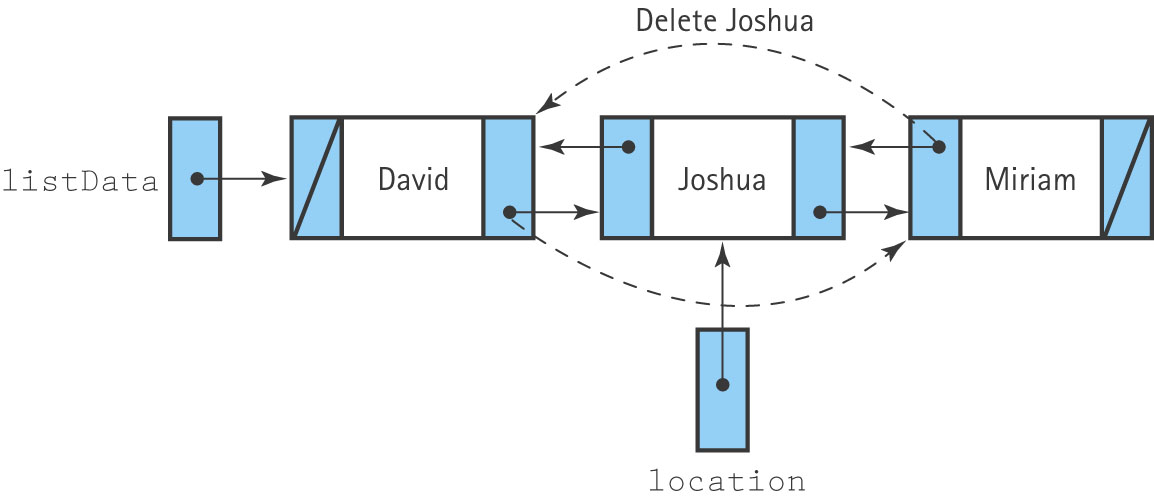 Delete Joshua
listData
David
Joshua
Miriam
location